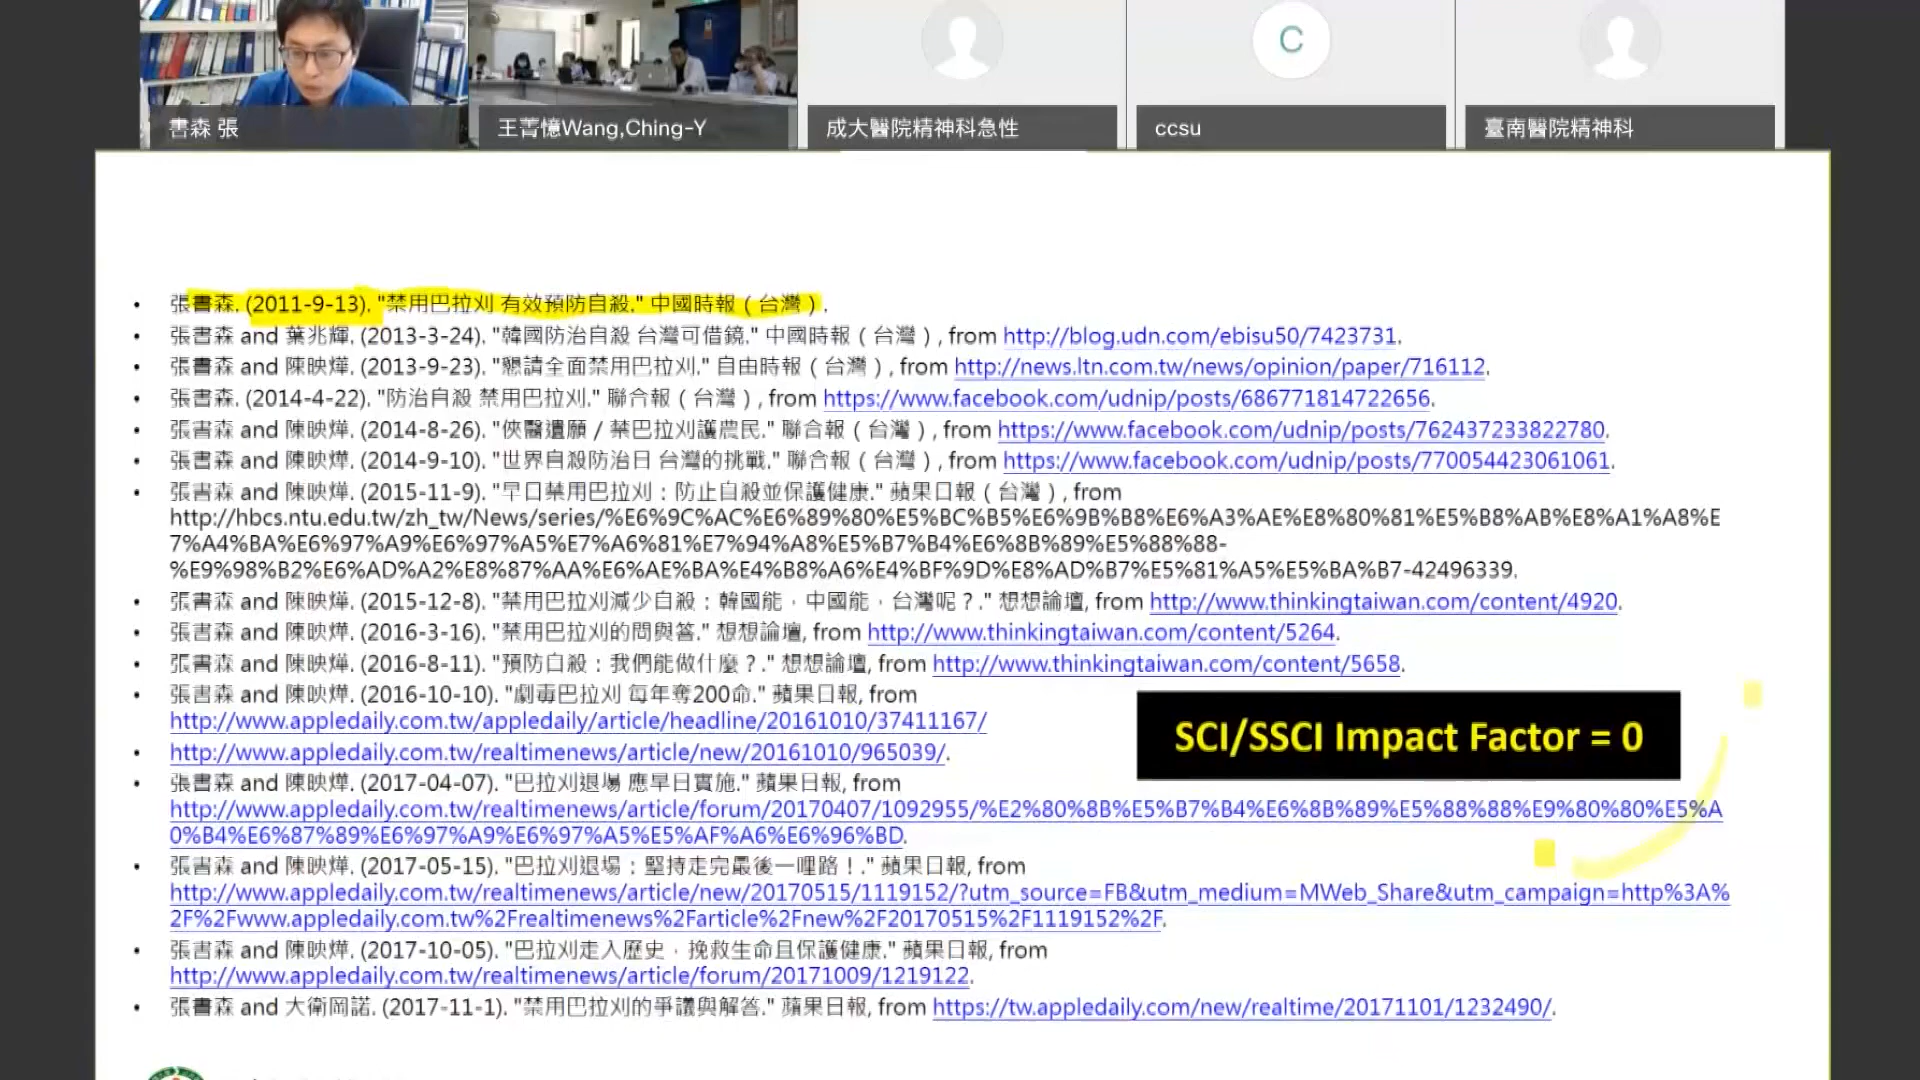 書森 張
王菁憶Wang,Ching-Y
成大醫院精神科急性
C
ccsu
臺南醫院精神科
• 張書森. (2011-9-13). "禁用巴拉刈 有效預防自殺." 中國時報（台灣）.
• 張書森 and 葉兆輝. (2013-3-24). "韓國防治自殺 台灣可借鏡." 中國時報（台灣）, from http://blog.udn.com/ebisu50/7423731.
• 張書森 and 陳映燁. (2013-9-23). "懇請全面禁用巴拉刈." 自由時報（台灣）, from http://news.ltn.com.tw/news/opinion/paper/716112.
• 張書森. (2014-4-22). "防治自殺 禁用巴拉刈." 聯合報（台灣）, from https://www.facebook.com/udnip/posts/686771814722656.
• 張書森 and 陳映燁. (2014-8-26). "俠醫遺願 / 禁巴拉刈護農民." 聯合報（台灣）, from https://www.facebook.com/udnip/posts/762437233822780.
• 張書森 and 陳映燁. (2014-9-10). "世界自殺防治日 台灣的挑戰." 聯合報（台灣）, from https://www.facebook.com/udnip/posts/770054423061061.
• 張書森 and 陳映燁. (2015-11-9). "早日禁用巴拉刈：防止自殺並保護健康." 蘋果日報（台灣）, from
http://hbcs.ntu.edu.tw/zh_tw/News/series/%E6%9C%AC%E6%89%80%E5%BC%B5%E6%9B%B8%E6%A3%AE%E8%80%81%E5%B8%AB%E8%A1%A8%E
7%A4%BA%E6%97%A9%E6%97%A5%E7%A6%81%E7%94%A8%E5%B7%B4%E6%8B%89%E5%88%88-
%E9%98%B2%E6%AD%A2%E8%87%AA%E6%AE%BA%E4%B8%A6%E4%BF%9D%E8%AD%B7%E5%81%A5%E5%BA%B7-42496339.
• 張書森 and 陳映燁. (2015-12-8). "禁用巴拉刈減少自殺：韓國能，中國能，台灣呢？." 想想論壇, from http://www.thinkingtaiwan.com/content/4920.
• 張書森 and 陳映燁. (2016-3-16). "禁用巴拉刈的問與答." 想想論壇, from http://www.thinkingtaiwan.com/content/5264.
• 張書森 and 陳映燁. (2016-8-11). "預防自殺：我們能做什麼？." 想想論壇, from http://www.thinkingtaiwan.com/content/5658.
• 張書森 and 陳映燁. (2016-10-10). "劇毒巴拉刈 每年奪200命." 蘋果日報, from
http://www.appledaily.com.tw/appledaily/article/headline/20161010/37411167/
• http://www.appledaily.com.tw/realtimenews/article/new/20161010/965039/.
SCI/SSCI Impact Factor = 0
• 張書森 and 陳映燁. (2017-04-07). "巴拉刈退場 應早日實施." 蘋果日報, from
http://www.appledaily.com.tw/realtimenews/article/forum/20170407/1092955/%E2%80%8B%E5%B7%B4%E6%8B%89%E5%88%88%E9%80%80%E5%A
0%B4%E6%87%89%E6%97%A9%E6%97%A5%E5%AF%A6%E6%96%BD.
• 張書森 and 陳映燁. (2017-05-15). "巴拉刈退場：堅持走完最後一哩路！." 蘋果日報, from
http://www.appledaily.com.tw/realtimenews/article/new/20170515/1119152/?utm_source=FB&utm_medium=MWeb_Share&utm_campaign=http%3A%
2F%2Fwww.appledaily.com.tw%2Frealtimenews%2Farticle%2Fnew%2F20170515%2F1119152%2F.
• 張書森 and 陳映燁. (2017-10-05). "巴拉刈走入歷史，挽救生命且保護健康." 蘋果日報, from
http://www.appledaily.com.tw/realtimenews/article/forum/20171009/1219122.
• 張書森 and 大衛岡諾. (2017-11-1). "禁用巴拉刈的爭議與解答." 蘋果日報, from https://tw.appledaily.com/new/realtime/20171101/1232490/.